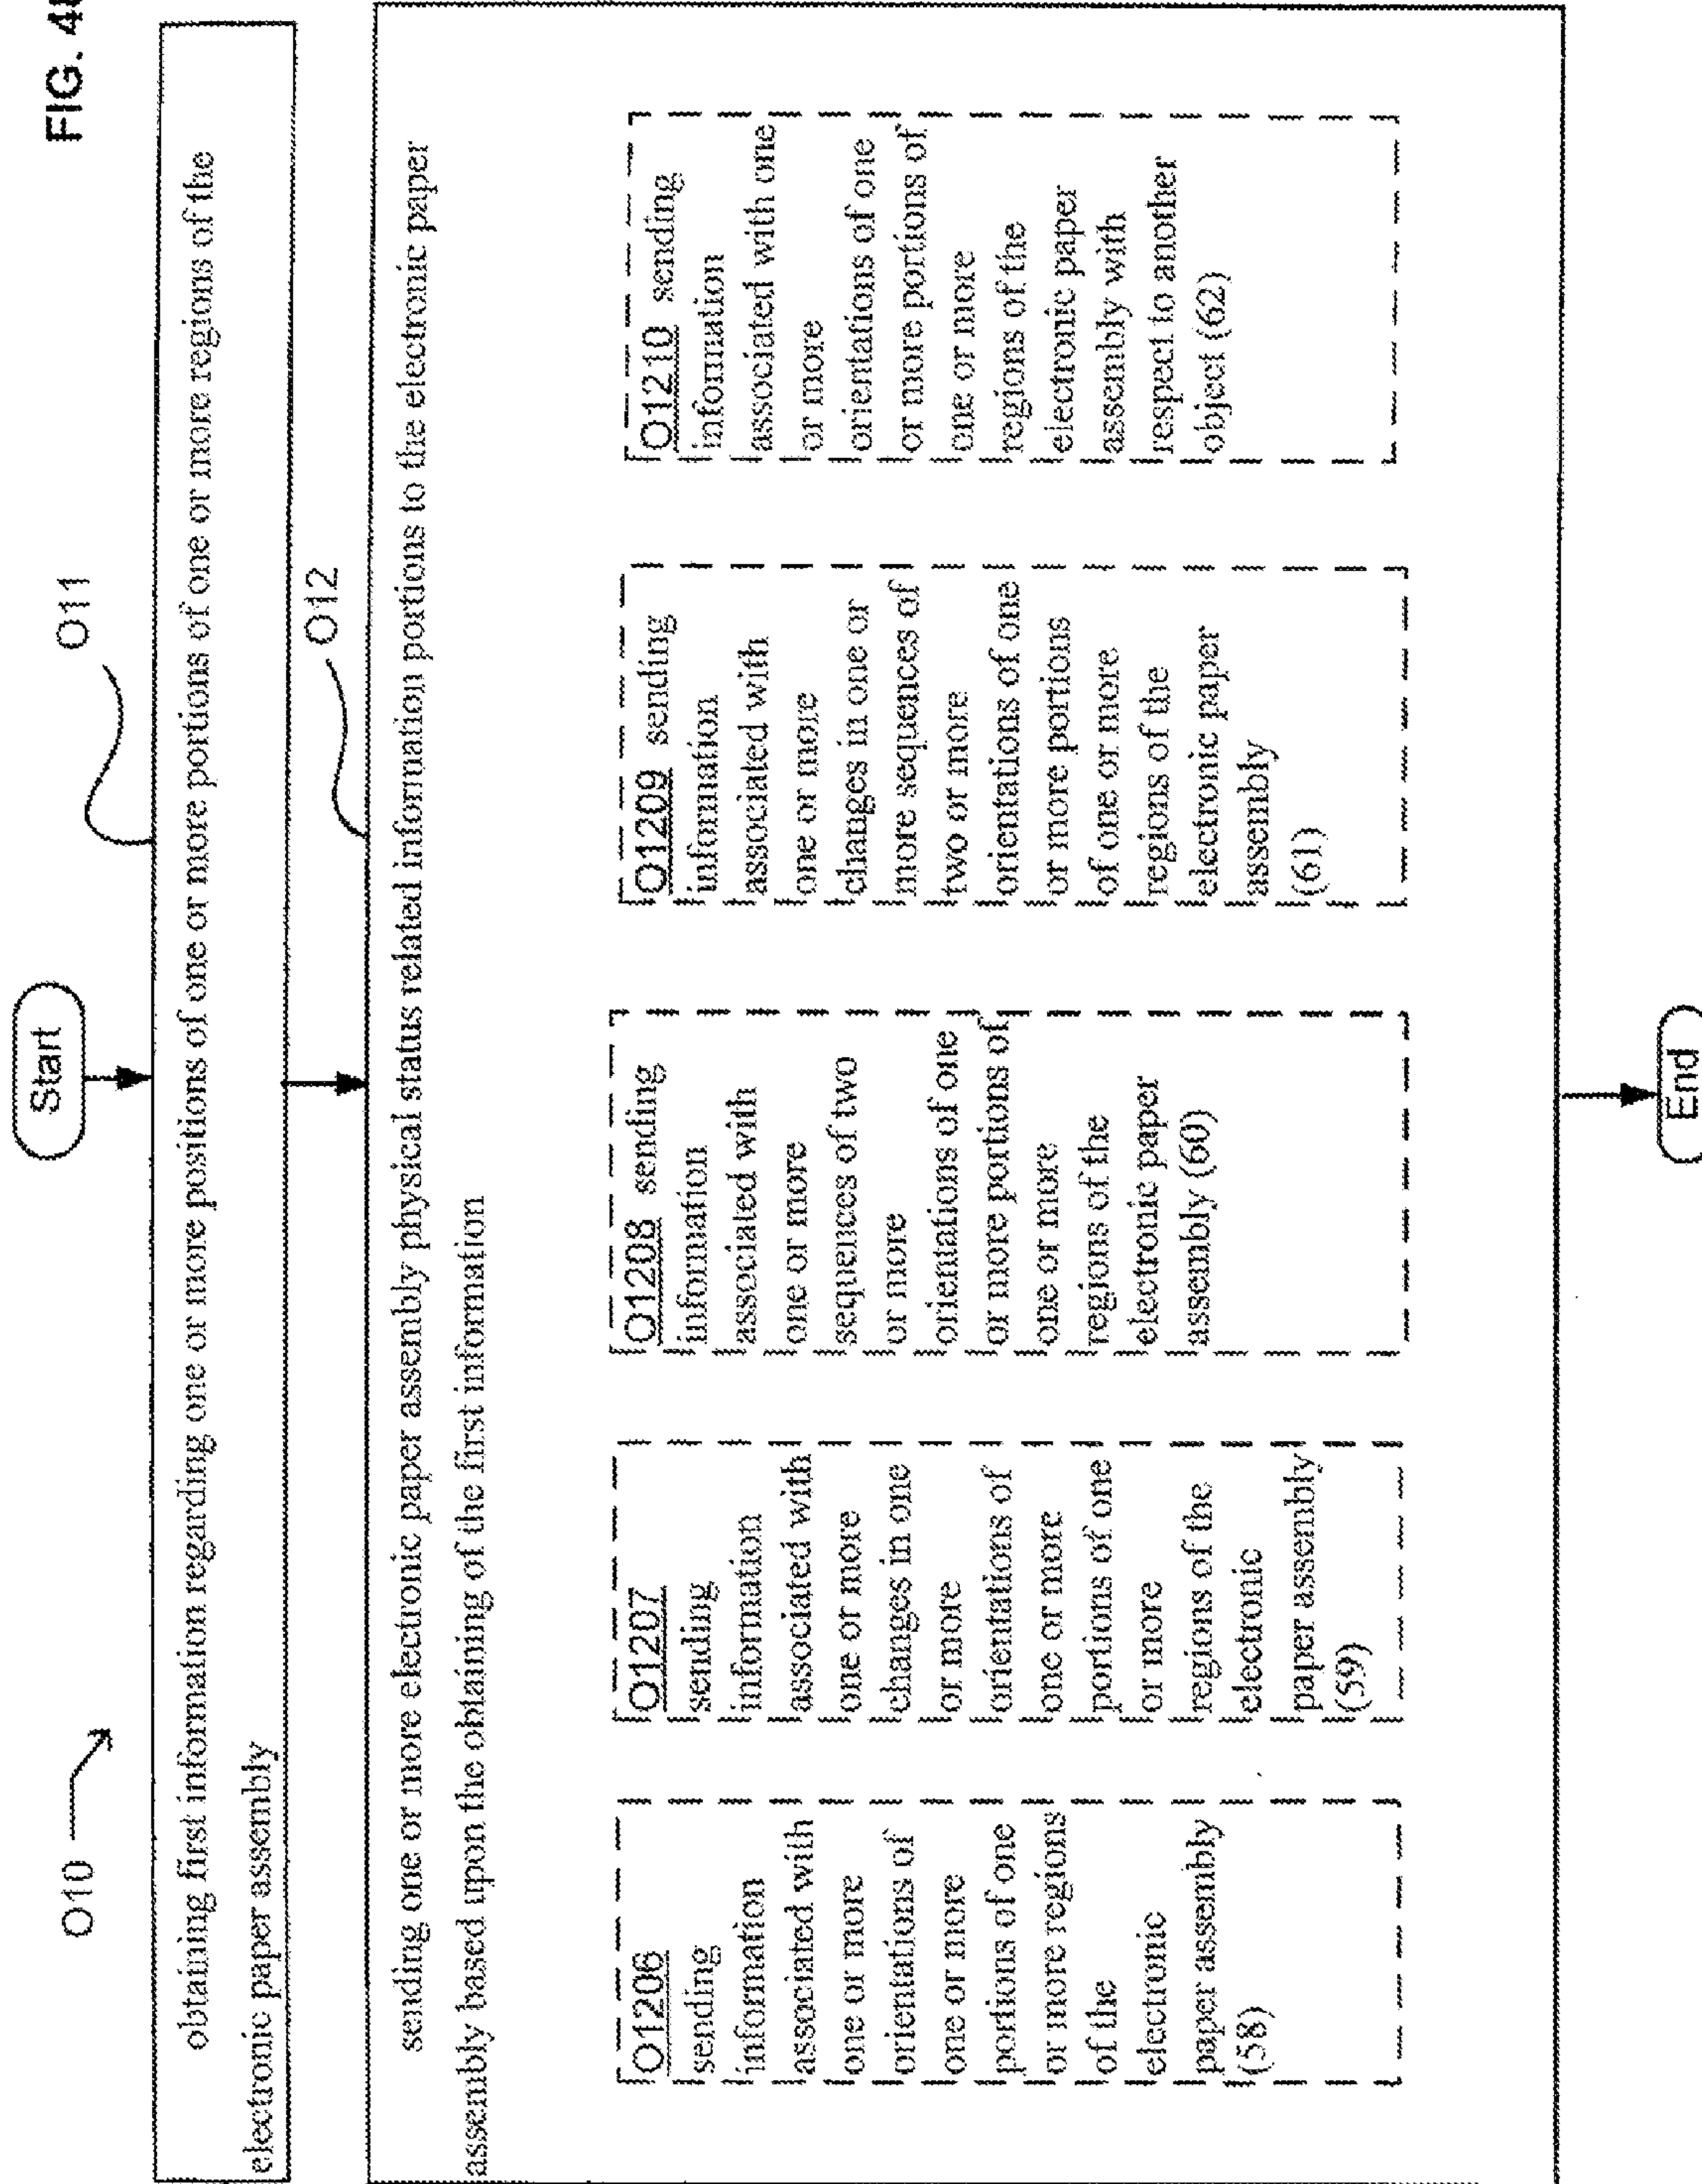 FIG. 4
Start
O10
O11
obtaining first information regarding one or more positions of one or more portions of one or more regions of the
electronic paper assembly
O12
sending one or more electronic paper assembly physical status related information portions to the electronic paper
assembly based upon the obtaining of the first information
O1206
sending
information
associated with
one or more
orientations of
one or more
portions of one
or more regions
of the
electronic
paper assembly
(58)
O1207
sending
information
associated with
one or more
changes in one
or more
orientations of
one or more
portions of one
or more
regions of the
electronic
paper assembly
(59)
O1208 sending
information
associated with
one or more
sequences of two
or more
orientations of one
or more portions of
one or more
regions of the
electronic paper
assembly (60)
O1209 sending
information
associated with
one or more
changes in one or
more sequences of
two or more
orientations of one
or more portions
of one or more
regions of the
electronic paper
assembly
(61)
O1210 sending
information
associated with one
or more
orientations of one
or more portions of
one or more
regions of the
electronic paper
assembly with
respect to another
object (62)
End